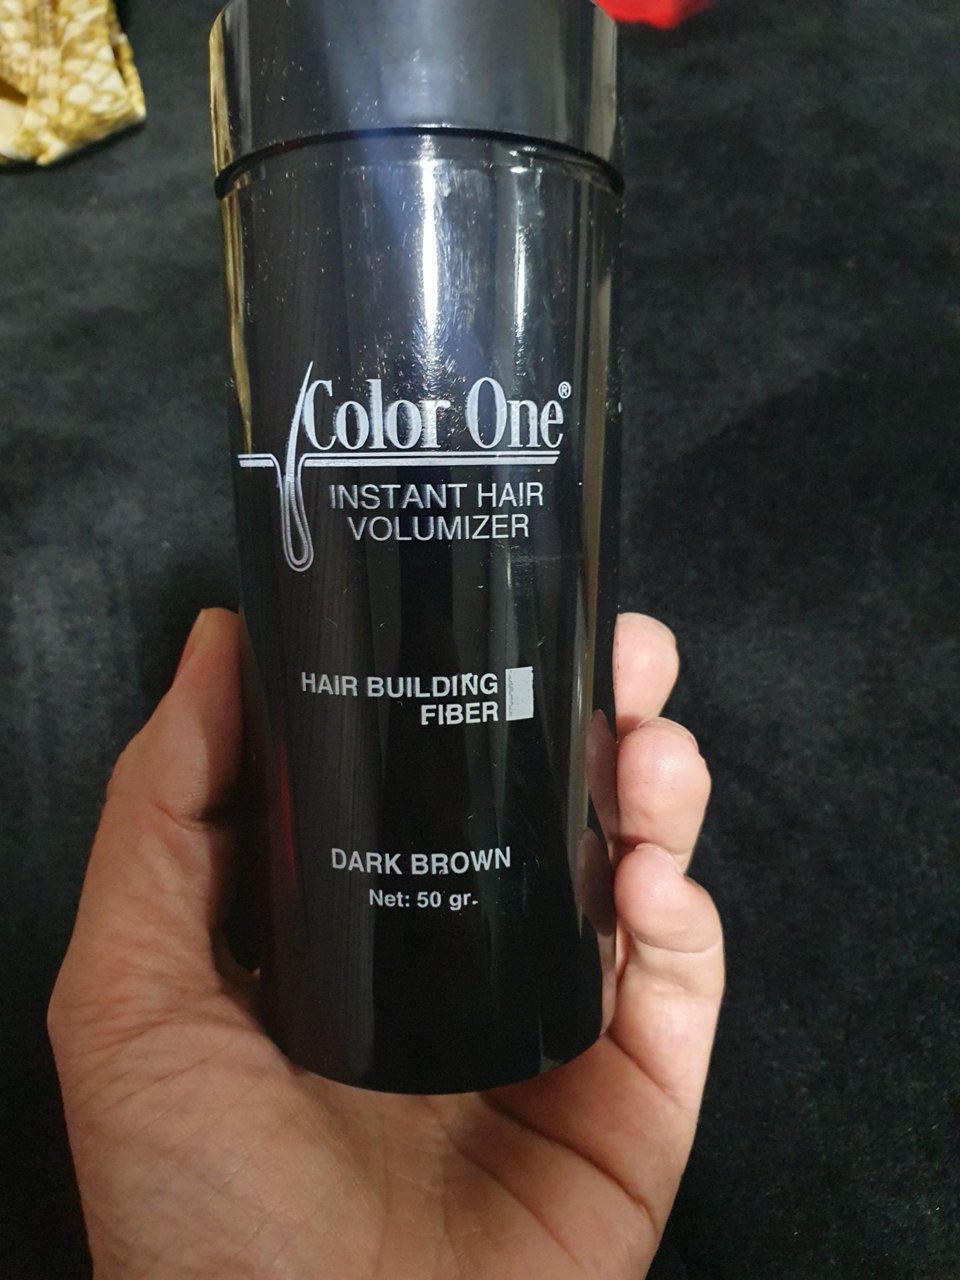 Color One®
INSTANT HAIR
VOLUMIZER
HAIR BUILDING
FIBER
DARK BROWN
Net: 50 gr.